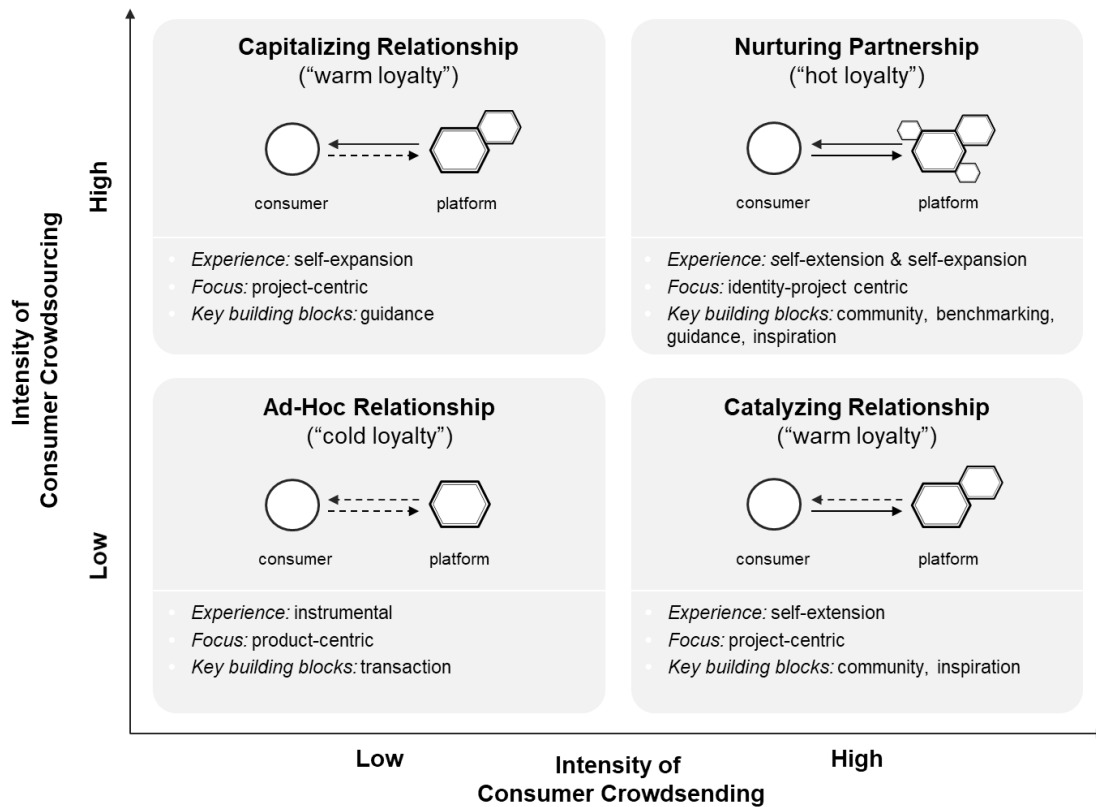 Intensity of
Consumer Crowdsourcing
High
Low
Capitalizing Relationship
(“warm loyalty”)
consumer
platform
Experience: self-expansion
Focus: project-centric
Key building blocks: guidance
Nurturing Partnership
(“hot loyalty”)
consumer
platform
Experience: self-extension & self-expansion
Focus: identity-project centric
Key building blocks: community, benchmarking,
guidance, inspiration
Ad-Hoc Relationship
(“cold loyalty”)
consumer
platform
Experience: instrumental
Focus: product-centric
Key building blocks: transaction
Catalyzing Relationship
(“warm loyalty”)
consumer
platform
Experience: self-extension
Focus: project-centric
Key building blocks: community, inspiration
Low
High
Intensity of
Consumer Crowdsending